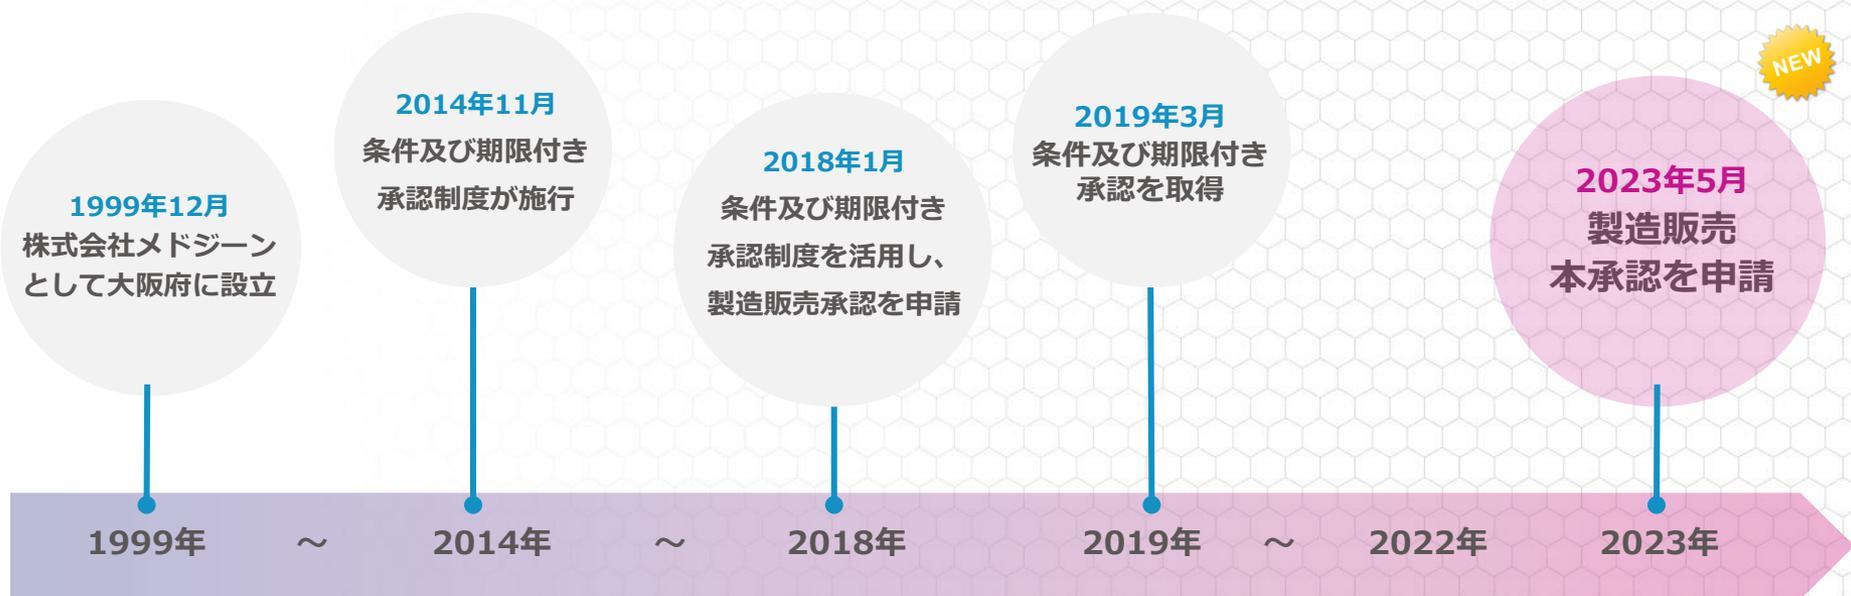 1999年12月
株式会社メドジーン
として大阪府に設立
2014年11月
条件及び期限付き
承認制度が施行
2018年1月
条件及び期限付き
承認制度を活用し、
製造販売承認を申請
2019年3月
条件及び期限付き
承認を取得
NEW
2023年5月
製造販売
本承認を申請
1999年 ～ 2014年 ～ 2018年 2019年 ～ 2022年 2023年